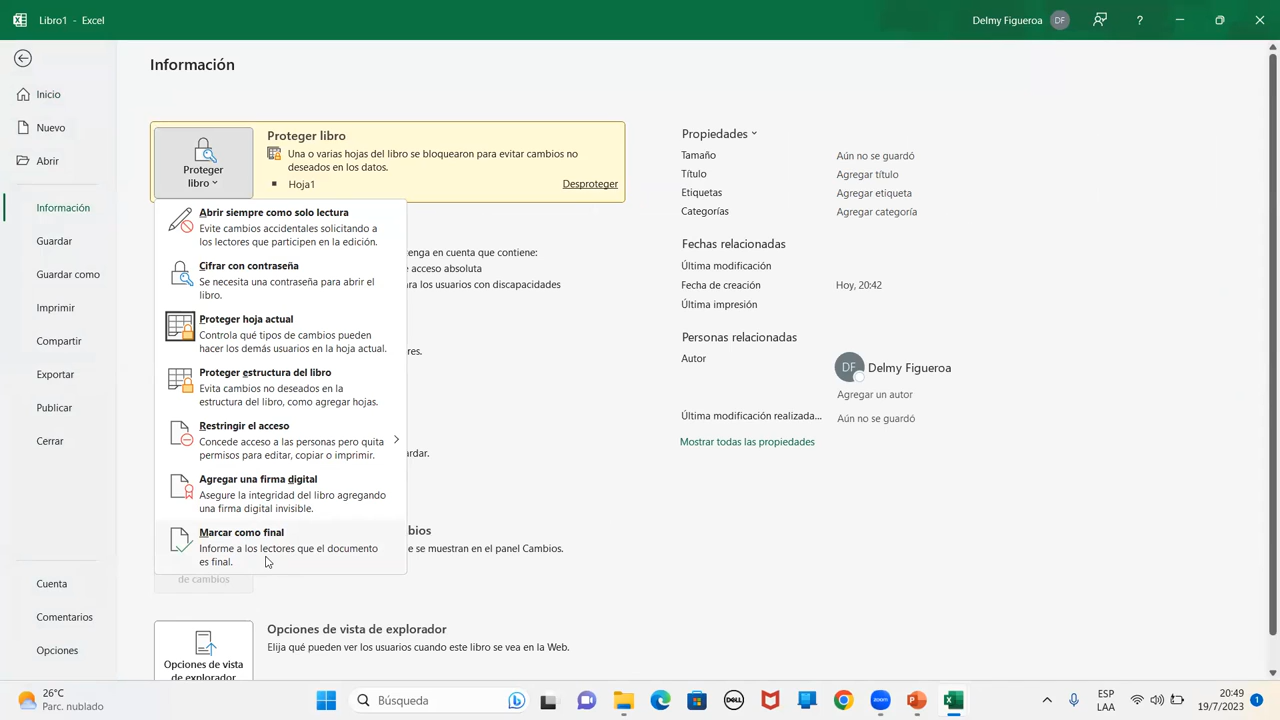 Libro1 - Excel
Delmy Figueroa
DF
?
Información
Inicio
Nuevo
Abrir
Información
Guardar
Guardar como
Imprimir
Compartir
Exportar
Publicar
Cerrar
Cuenta
Comentarios
Opciones
Proteger
libro
Proteger libro
Una o varias hojas del libro se bloquearon para evitar cambios no
deseados en los datos.
Hoja1
Desproteger
Abrir siempre como solo lectura
Evite cambios accidentales solicitando a
los lectores que participen en la edición.
Cifrar con contraseña
Se necesita una contraseña para abrir el
libro.
Proteger hoja actual
Controla qué tipos de cambios pueden
hacer los demás usuarios en la hoja actual.
Proteger estructura del libro
Evita cambios no deseados en la
estructura del libro, como agregar hojas.
Restringir el acceso
Concede acceso a las personas pero quita
permisos para editar, copiar o imprimir.
Agregar una firma digital
Asegure la integridad del libro agregando
una firma digital invisible.
Marcar como final
Informe a los lectores que el documento
es final.
tenga en cuenta que contiene:
e acceso absoluta
ara los usuarios con discapacidades
res.
rdar.
bios
e se muestran en el panel Cambios.
de cambios
Opciones de vista
de explorador
Opciones de vista de explorador
Elija qué pueden ver los usuarios cuando este libro se vea en la Web.
Propiedades
Tamaño Aún no se guardó
Título Agregar título
Etiquetas Agregar etiqueta
Categorías Agregar categoría
Fechas relacionadas
Última modificación
Fecha de creación Hoy, 20:42
Última impresión
Personas relacionadas
Autor
DF Delmy Figueroa
Agregar un autor
Última modificación realizada... Aún no se guardó
Mostrar todas las propiedades
26°C
Parc. nublado
Búsqueda
DELL
zoom
ESP
LAA
20:49
19/7/2023
1